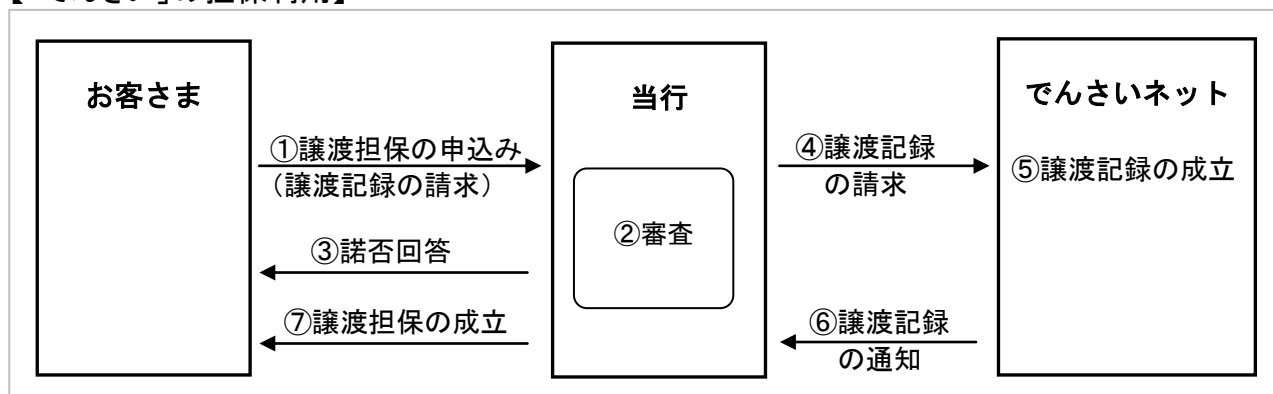 お客さま
①譲渡担保の申込み
（譲渡記録の請求）
③諾否回答
⑦譲渡担保の成立
当行
②審査
④譲渡記録
の請求
⑥譲渡記録
の通知
でんさいネット
⑤譲渡記録の成立